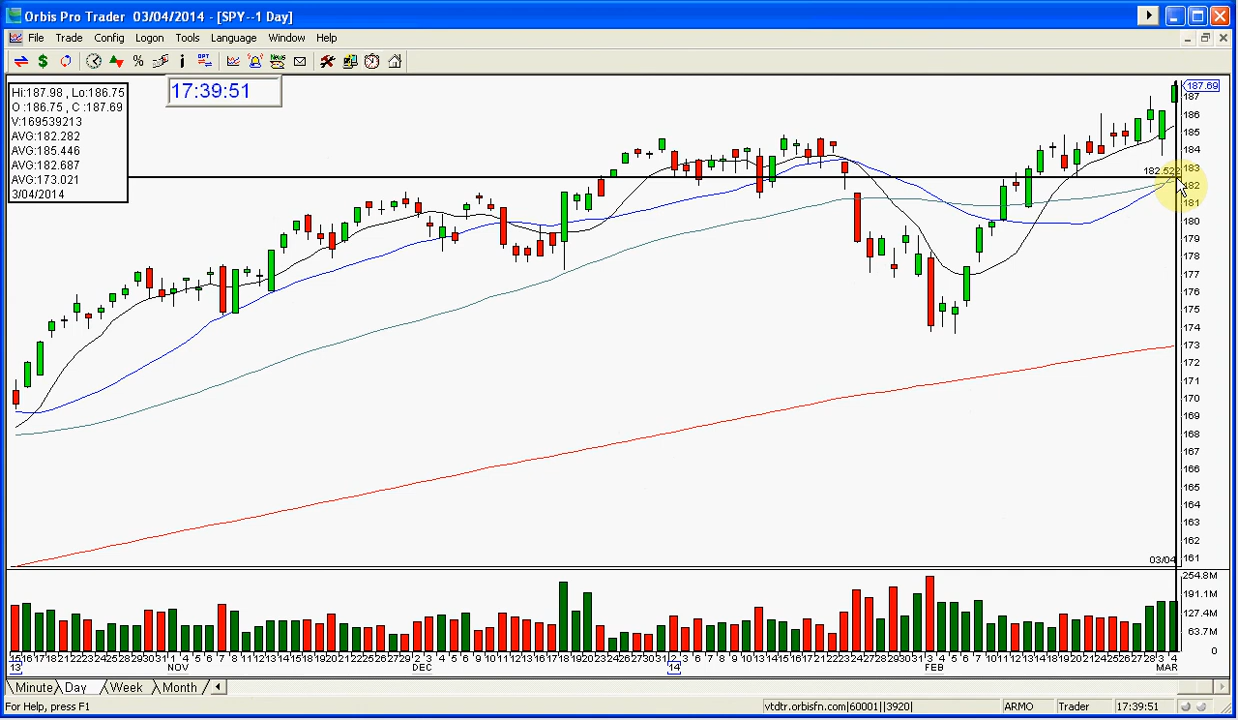 Orbis Pro Trader 03/04/2014 - [SPY--1 Day]
File Trade Config Logon Tools Language Window Help
Hi:187.98 , Lo:186.75
O :186.75 , C :187.69
V:169539213
AVG:182.282
AVG:185.446
AVG:182.687
AVG:173.021
3/04/2014
17:39:51
187.69
187
186
185
184
183
182
181
180
179
178
177
176
175
174
173
172
171
170
169
168
167
166
165
164
163
162
161
03/04
254.8M
191.1M
127.4M
63.7M
0
13 NOV DEC 14 FEB MAR
Minute Day Week Month
For Help, press F1
vtdtr.orbisfn.com|60001||3920| ARMO Trader 17:39:51